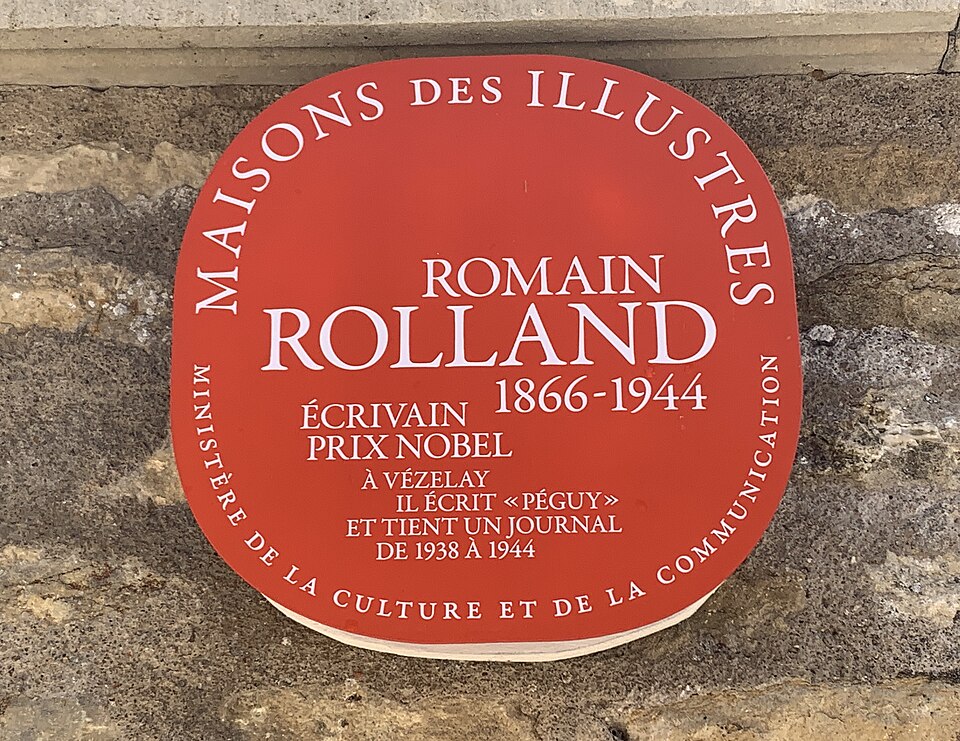 MAISONS DES ILLUSTRES
ROMAIN
ROLLAND
1866-1944
ÉCRIVAIN
PRIX NOBEL
À VÉZELAY
IL ÉCRIT «PÉGUY»
ET TIENT UN JOURNAL
DE 1938 À 1944
MINISTÈRE DE LA CULTURE ET DE LA COMMUNICATION